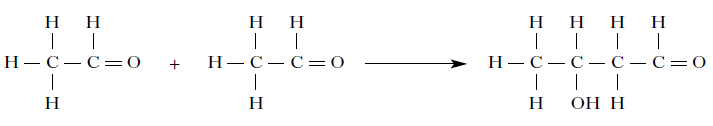 H H H H H H H H
H—C—C=O + H—C—C=O H—C—C—C—C=O
H H H OH H